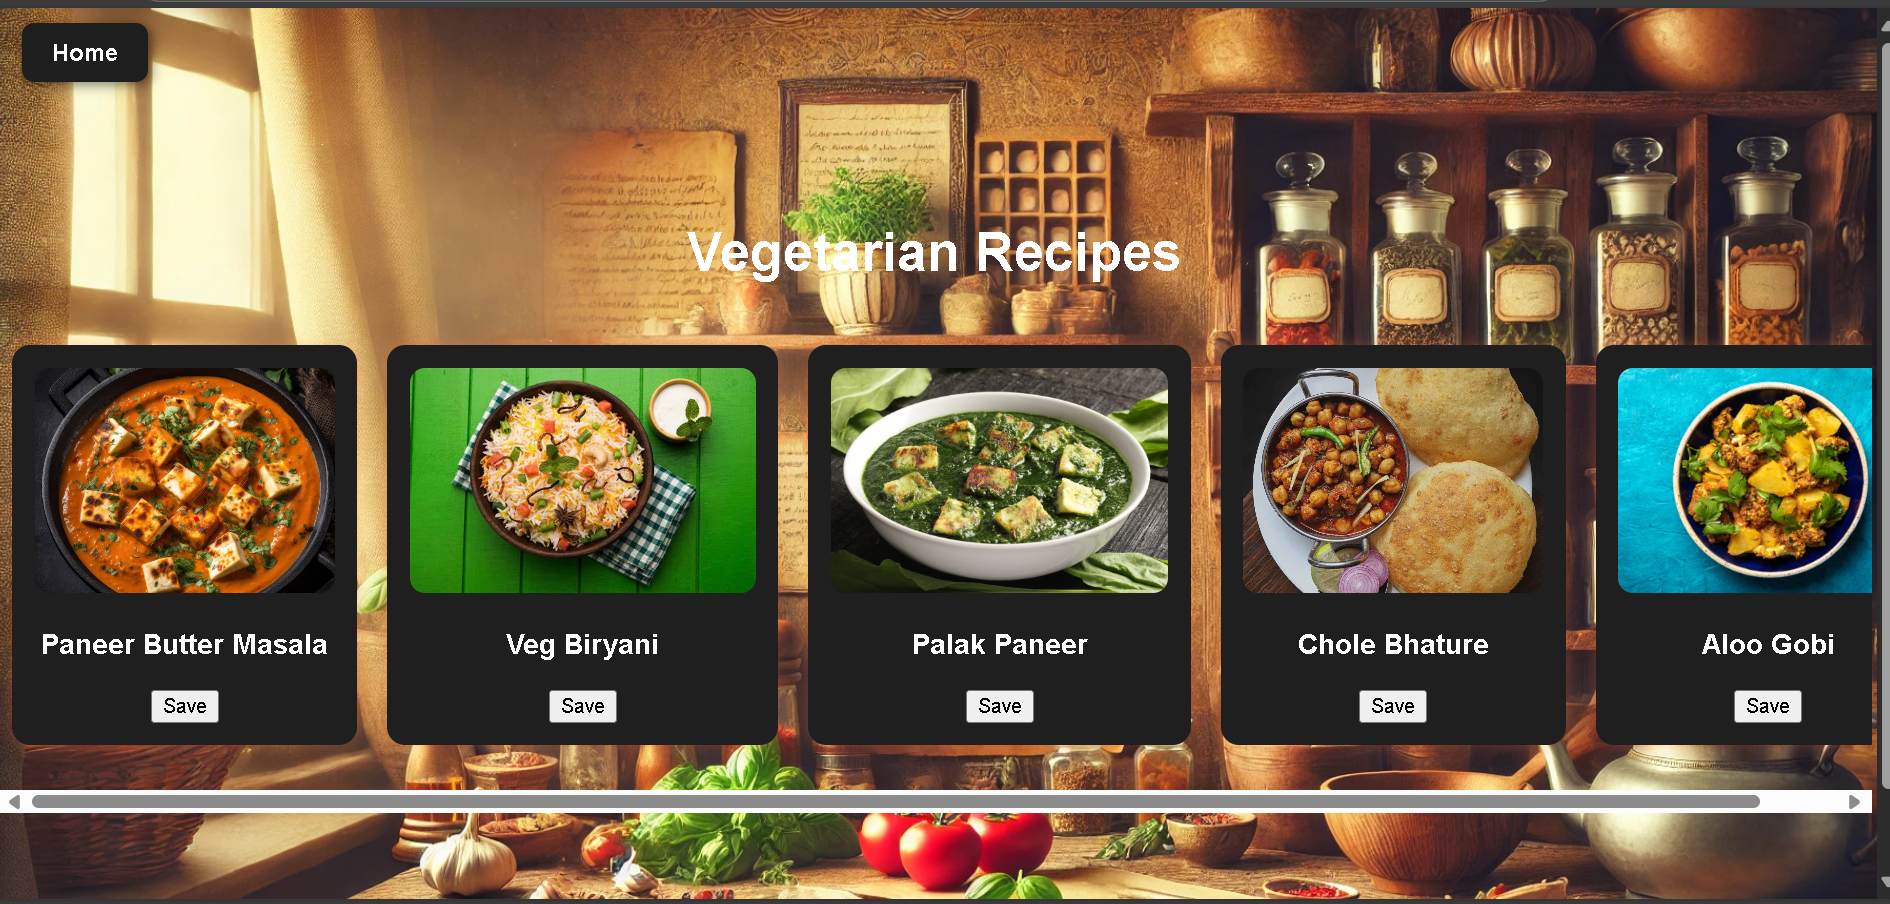 Home
Vegetarian Recipes
Paneer Butter Masala
Veg Biryani
Palak Paneer
Chole Bhature
Aloo Gobi
Save
Save
Save
Save
Save